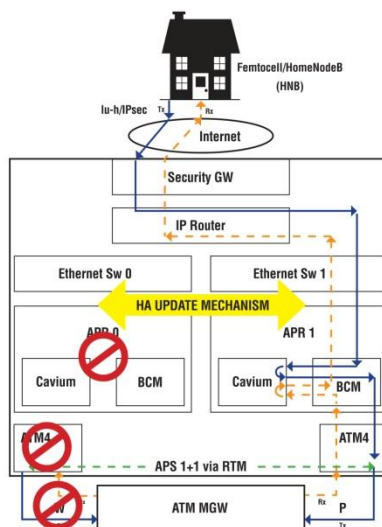 Femtocell/HomeNodeB
(HNB)
Iu-h/IPsec
Tx
Rx
Internet
Security GW
IP Router
Ethernet Sw 0
Ethernet Sw 1
HA UPDATE MECHANISM
APR 0
APR 1
Cavium
BCM
Cavium
BCM
ATM4
ATM4
APS 1+1 via RTM
W
Rx
P
ATM MGW
Tx